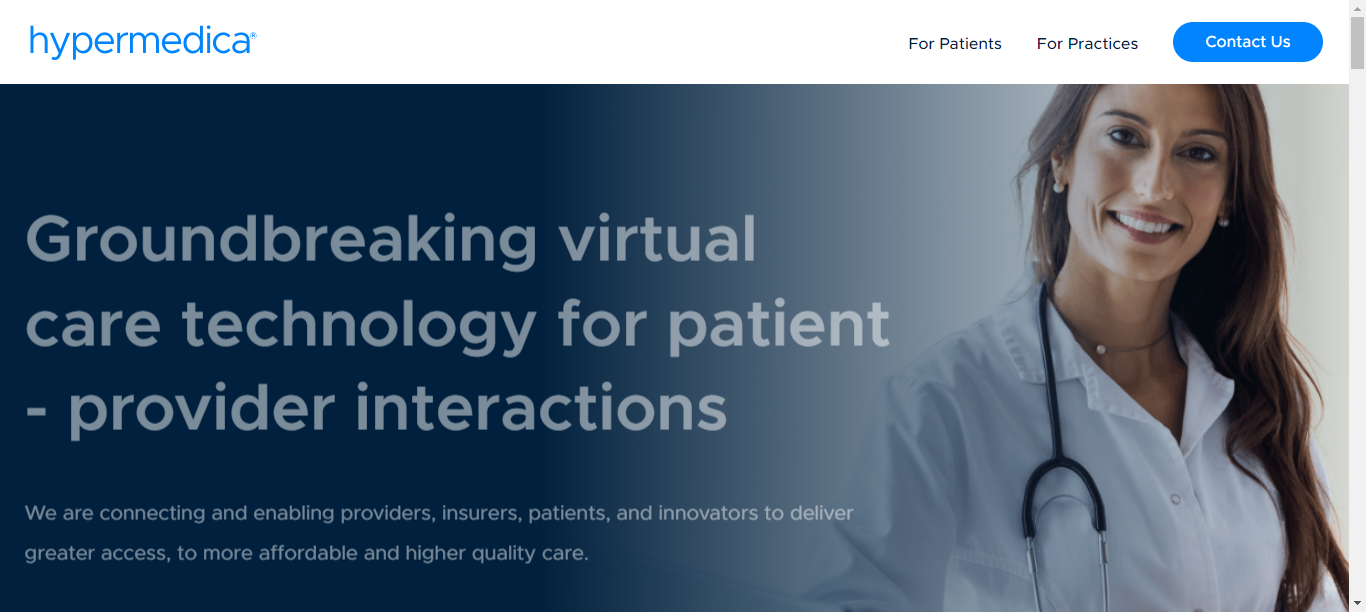 hypermedica®
For Patients
For Practices
Contact Us
Groundbreaking virtual
care technology for patient
- provider interactions
We are connecting and enabling providers, insurers, patients, and innovators to deliver
greater access, to more affordable and higher quality care.